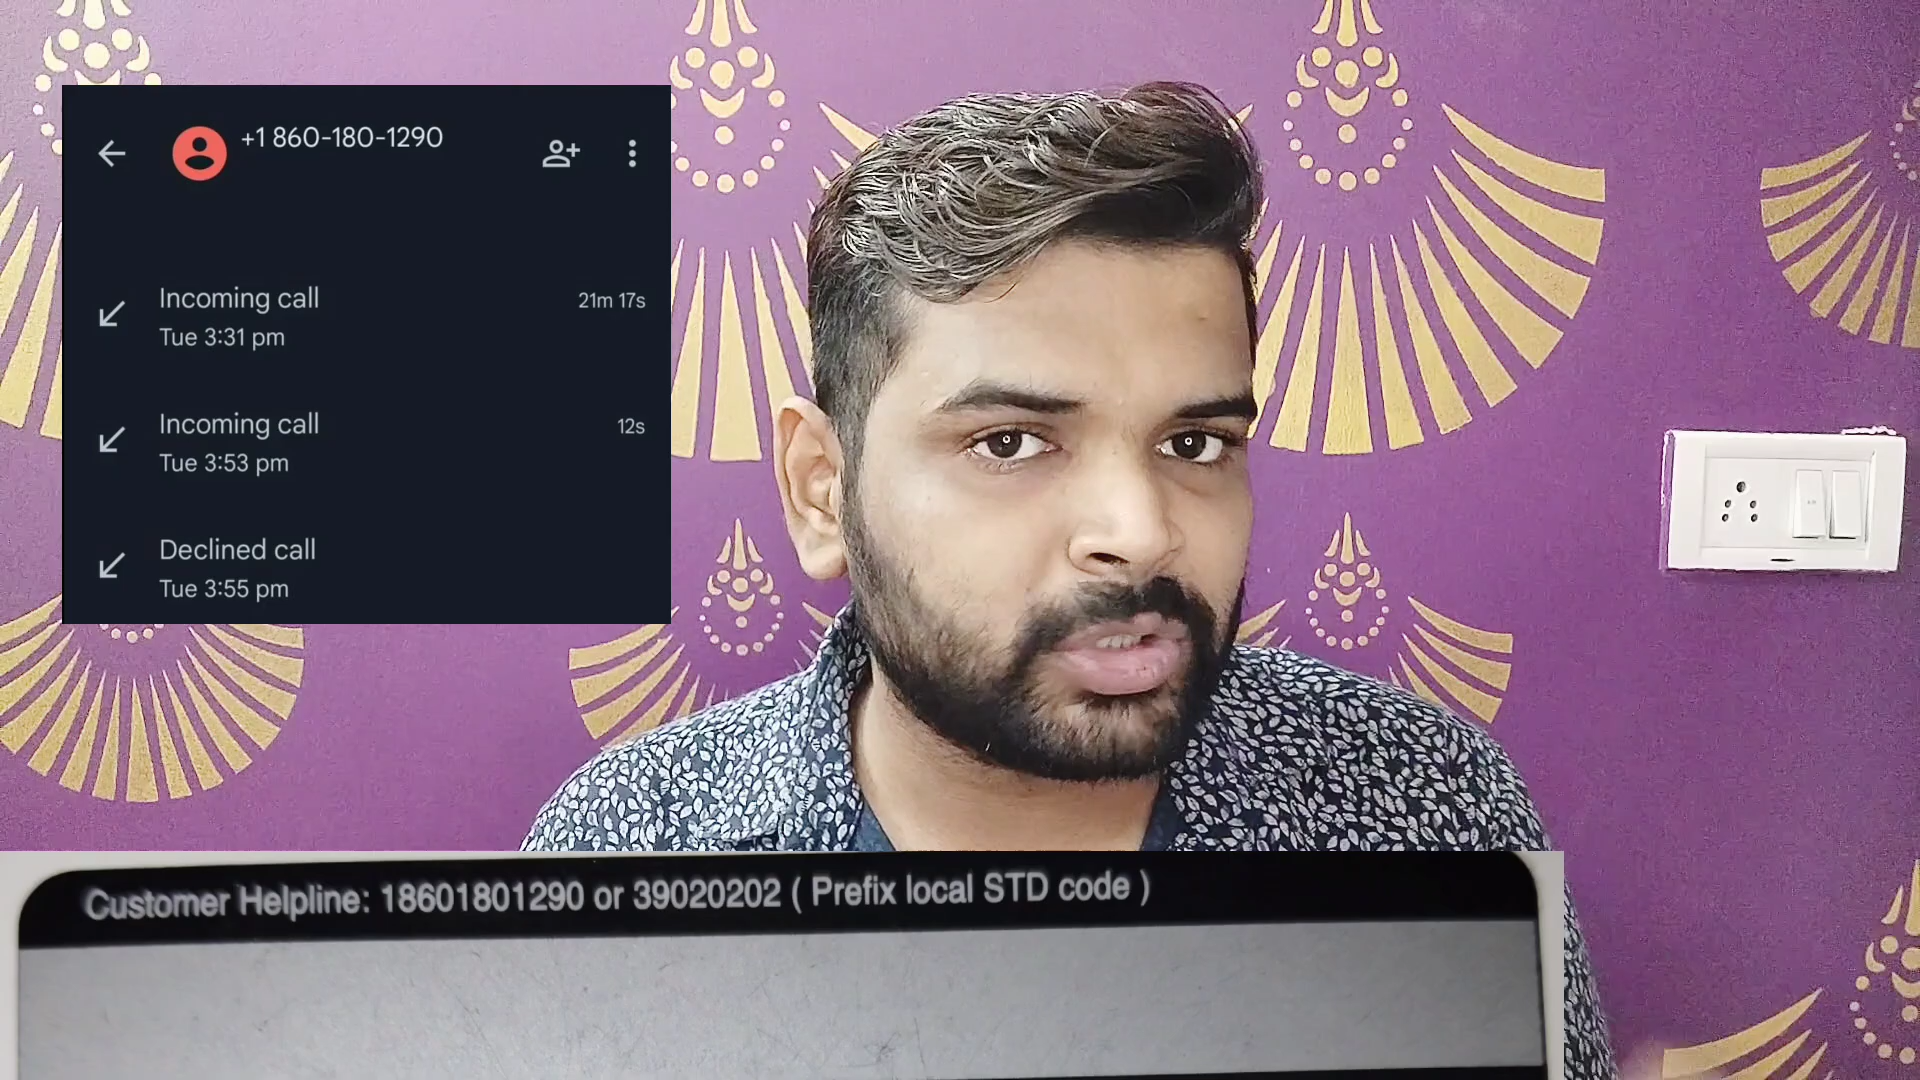 +1 860-180-1290
Incoming call 21m 17s
Tue 3:31 pm
Incoming call 12s
Tue 3:53 pm
Declined call
Tue 3:55 pm
Customer Helpline: 18601801290 or 39020202 ( Prefix local STD code )